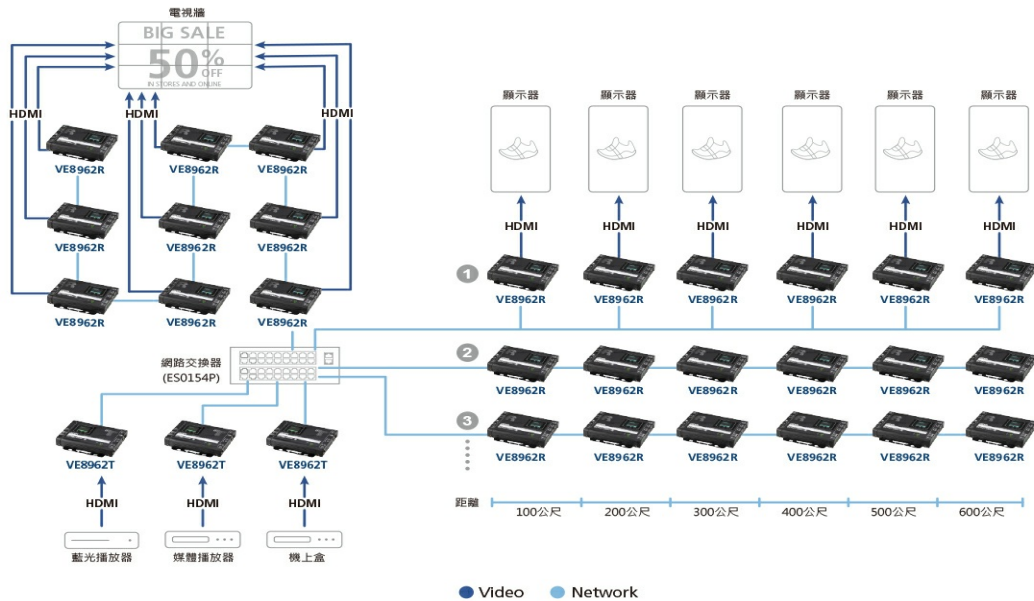 電視牆
BIG SALE
50% OFF
IN STORES AND ONLINE
HDMI HDMI HDMI
VE8962R VE8962R VE8962R
VE8962R VE8962R VE8962R
VE8962R VE8962R VE8962R
網路交換器
(ES0154P)
VE8962T VE8962T VE8962T
HDMI HDMI HDMI
藍光播放器 媒體播放器 機上盒
顯示器 顯示器 顯示器 顯示器 顯示器 顯示器
HDMI HDMI HDMI HDMI HDMI HDMI
1
VE8962R VE8962R VE8962R VE8962R VE8962R VE8962R
2
VE8962R VE8962R VE8962R VE8962R VE8962R VE8962R
3
VE8962R VE8962R VE8962R VE8962R VE8962R VE8962R
距離 100公尺 200公尺 300公尺 400公尺 500公尺 600公尺
Video Network